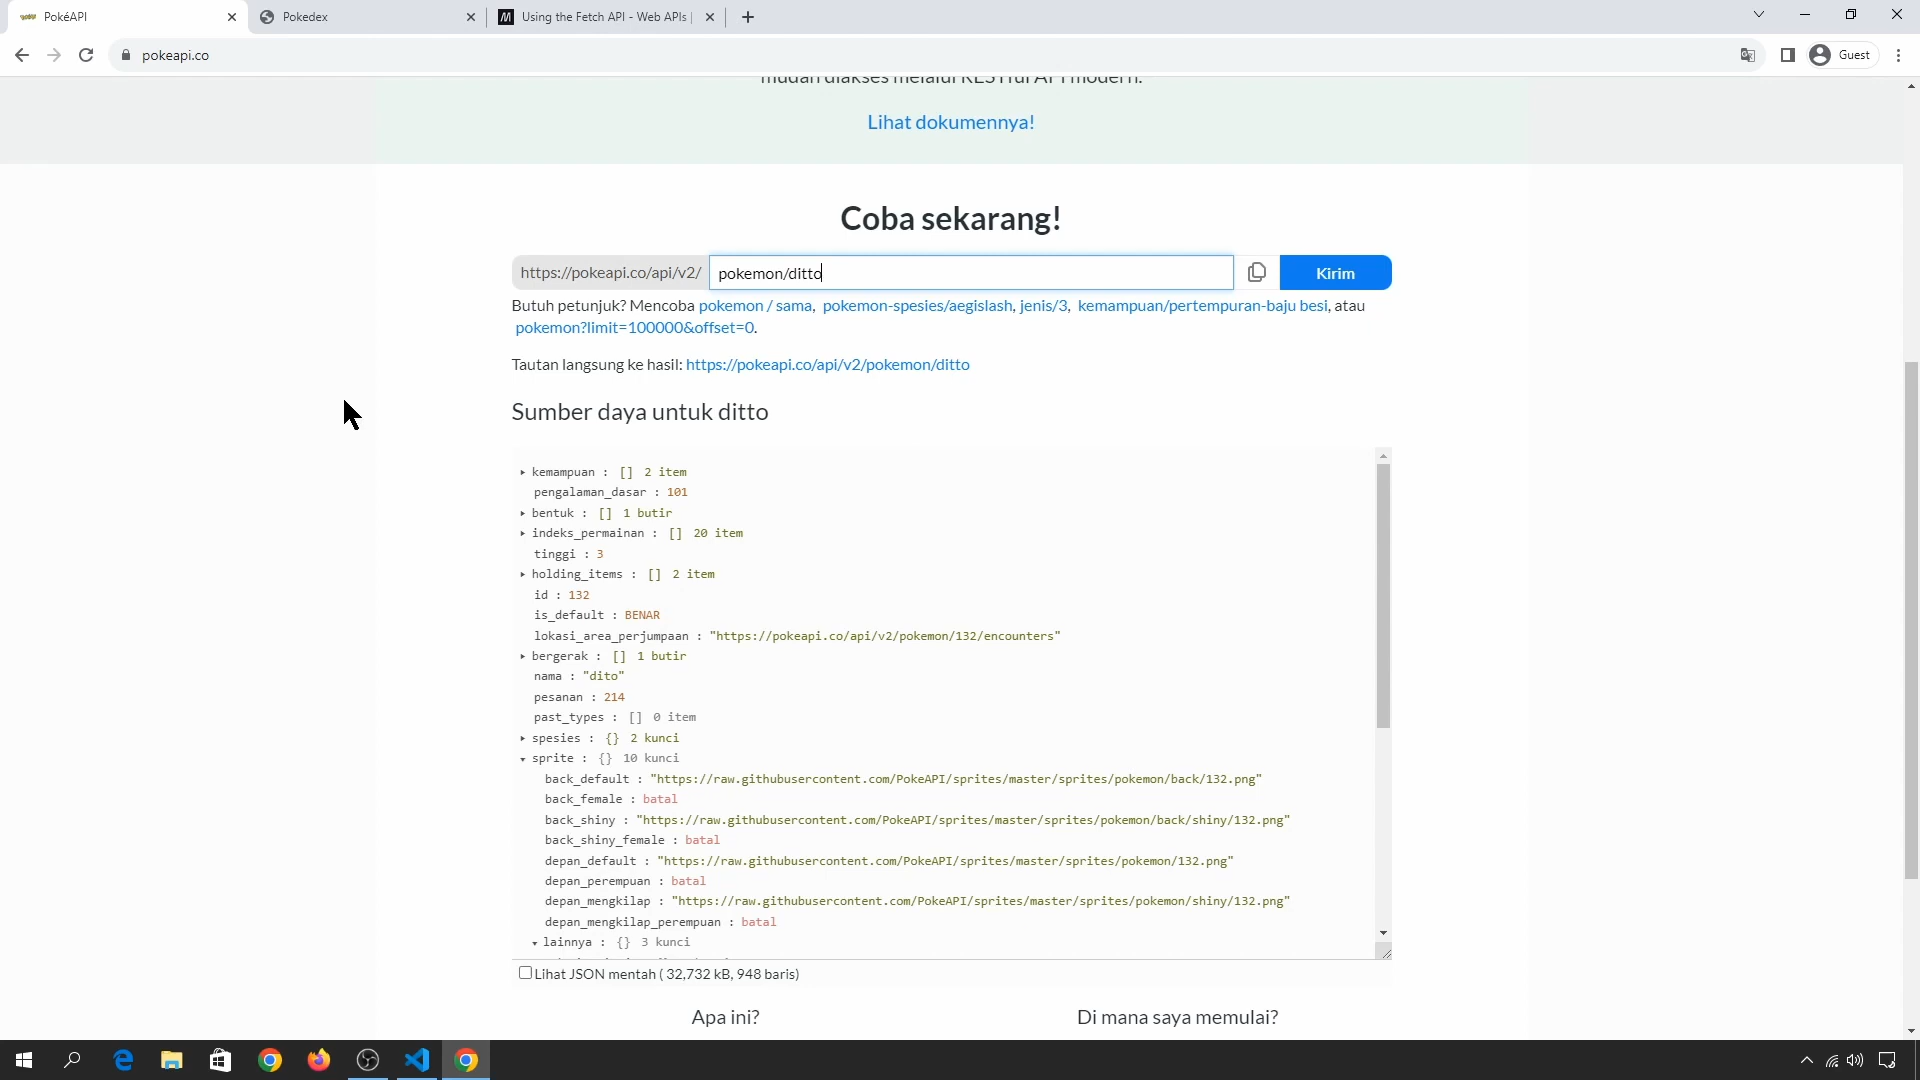 PokéAPI
Pokedex
Using the Fetch API - Web APIs |
pokeapi.co
Guest
mudah diakses melalui RESTful API modern.
Lihat dokumennya!
Coba sekarang!
https://pokeapi.co/api/v2/ pokemon/ditto Kirim
Butuh petunjuk? Mencoba pokemon / sama, pokemon-spesies/aegislash, jenis/3, kemampuan/pertempuran-baju besi, atau
pokemon?limit=100000&offset=0.
Tautan langsung ke hasil: https://pokeapi.co/api/v2/pokemon/ditto
Sumber daya untuk ditto
kemampuan : [] 2 item
pengalaman_dasar : 101
bentuk : [] 1 butir
indeks_permainan : [] 20 item
tinggi : 3
holding_items : [] 2 item
id : 132
is_default : BENAR
lokasi_area_perjumpaan : "https://pokeapi.co/api/v2/pokemon/132/encounters"
bergerak : [] 1 butir
nama : "dito"
pesanan : 214
past_types : [] 0 item
spesies : {} 2 kunci
sprite : {} 10 kunci
back_default : "https://raw.githubusercontent.com/PokeAPI/sprites/master/sprites/pokemon/back/132.png"
back_female : batal
back_shiny : "https://raw.githubusercontent.com/PokeAPI/sprites/master/sprites/pokemon/back/shiny/132.png"
back_shiny_female : batal
depan_default : "https://raw.githubusercontent.com/PokeAPI/sprites/master/sprites/pokemon/132.png"
depan_perempuan : batal
depan_mengkilap : "https://raw.githubusercontent.com/PokeAPI/sprites/master/sprites/pokemon/shiny/132.png"
depan_mengkilap_perempuan : batal
lainnya : {} 3 kunci
Lihat JSON mentah ( 32,732 kB, 948 baris)
Apa ini?
Di mana saya memulai?